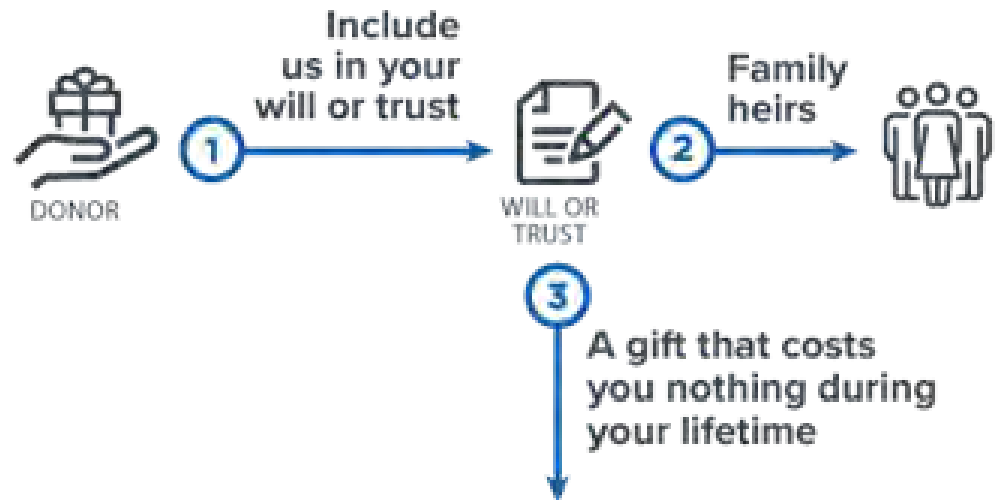 Include
us in your
will or trust
1
DONOR
WILL OR
TRUST
2
Family
heirs
3
A gift that costs
you nothing during
your lifetime